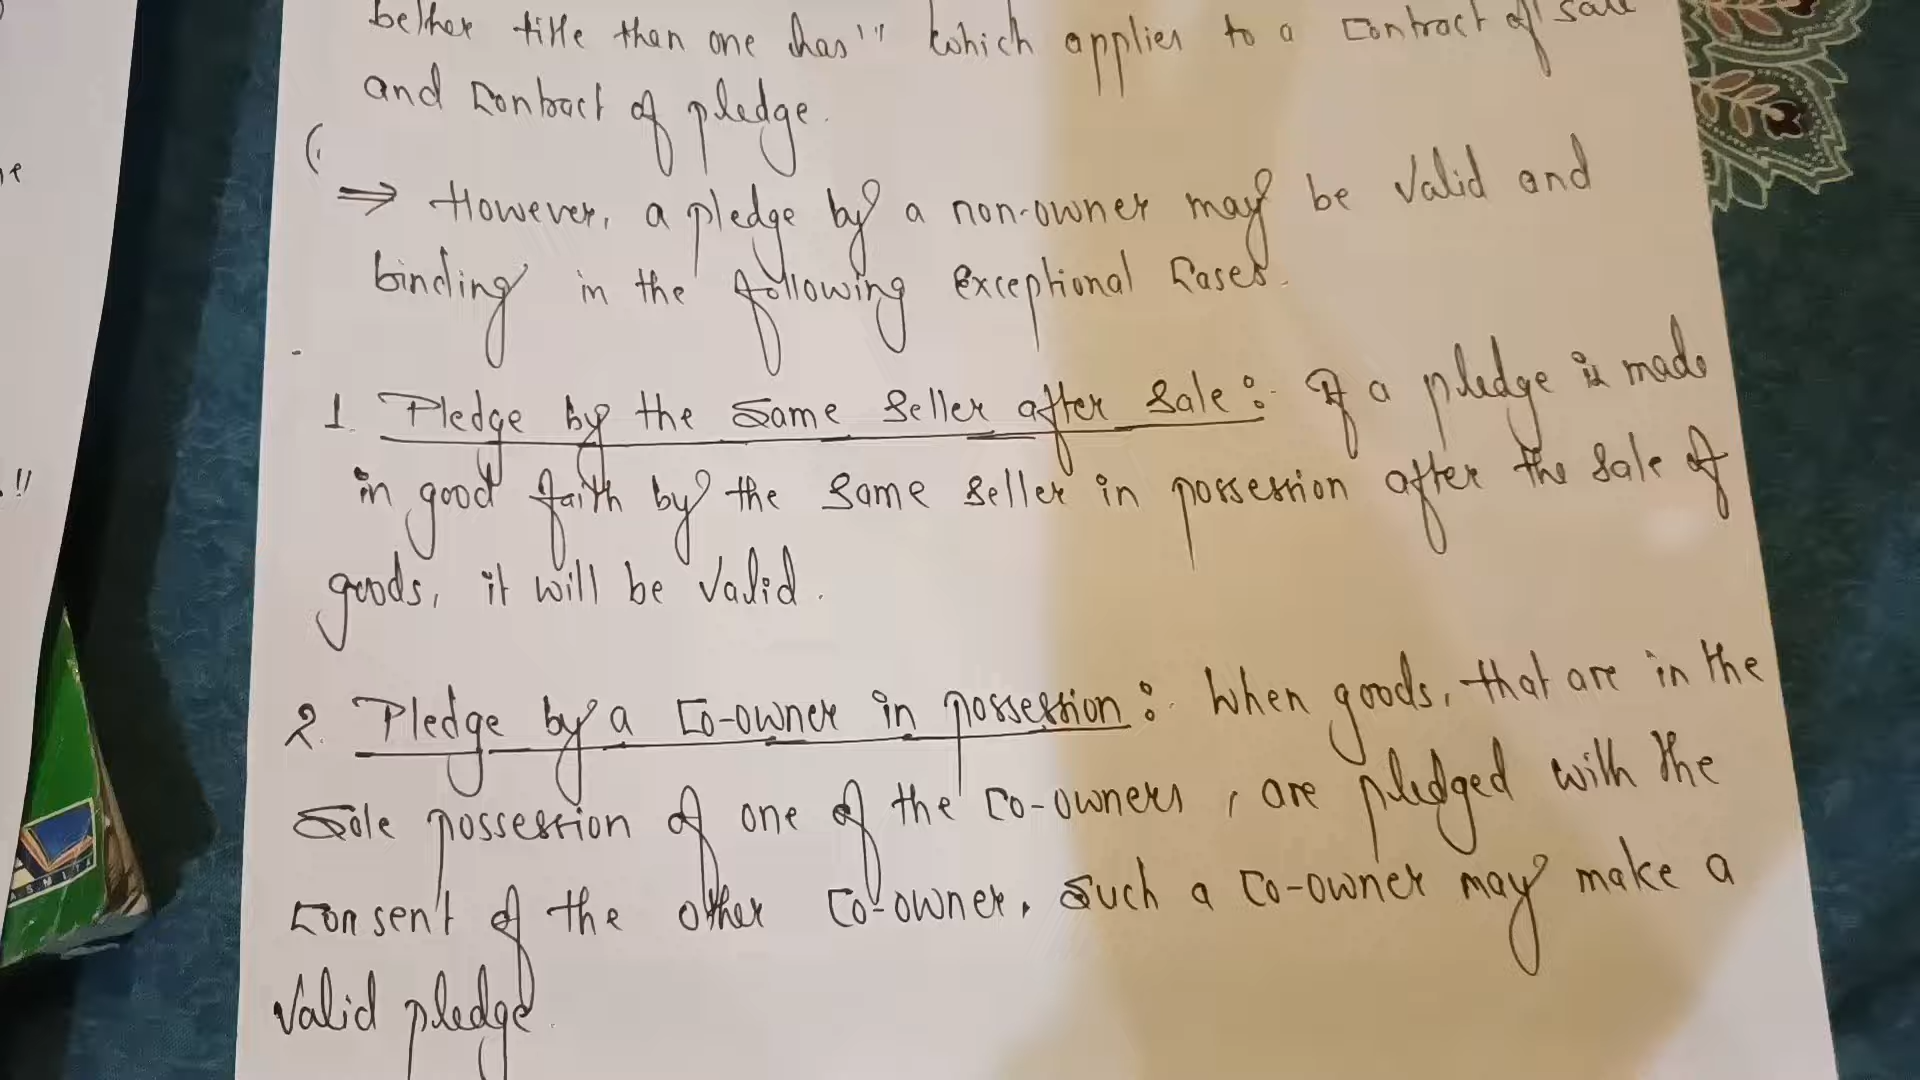 better title than one has" which applies to a contract of sale
and contract of pledge.
⇒ However, a pledge by a non-owner may be valid and
binding in the following exceptional cases.
1. Pledge by the same seller after sale:- If a pledge is made
in good faith by the same seller in possession after the sale of
goods, it will be valid.
2. Pledge by a co-owner in possession:- When goods, that are in the
sole possession of one of the co-owners, are pledged with the
consent of the other co-owner, such a co-owner may make a
valid pledge.
ASMITA